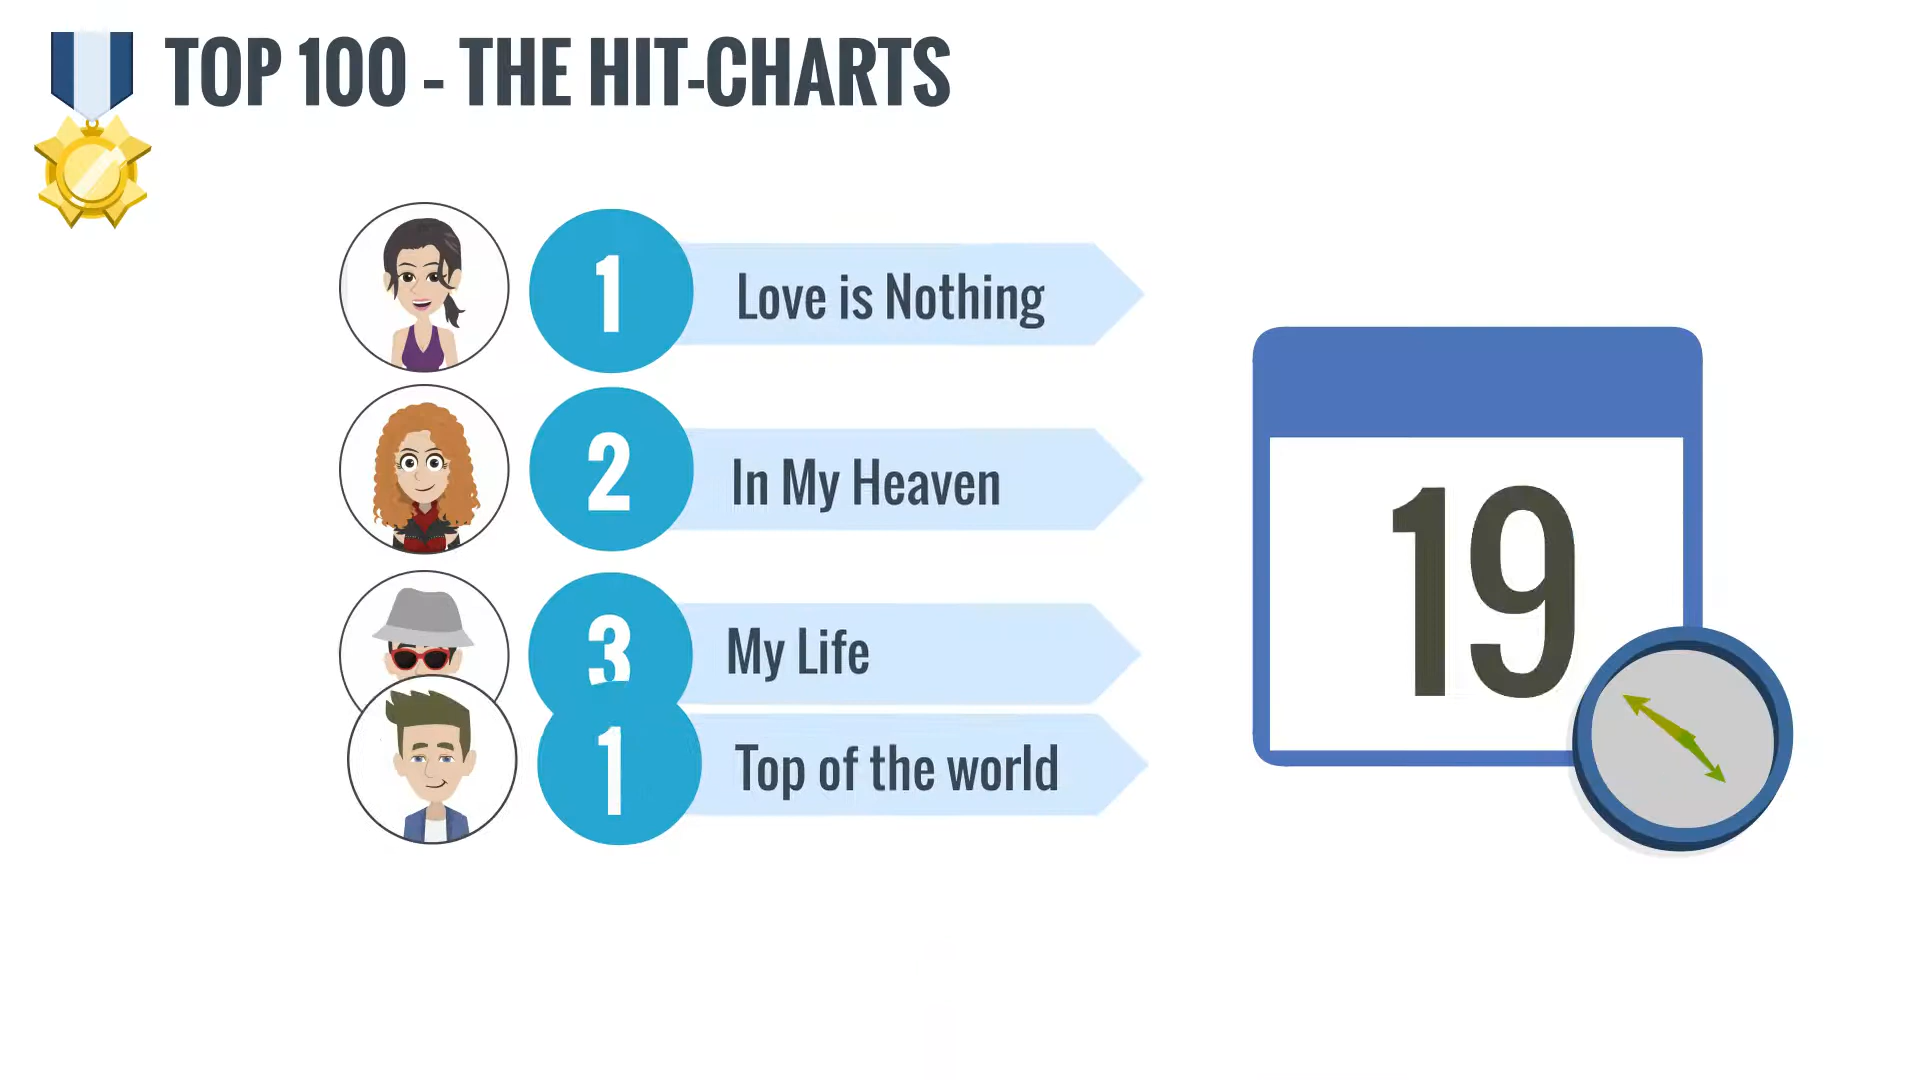 TOP 100 - THE HIT-CHARTS
1 Love is Nothing
2 In My Heaven
3 My Life
1 Top of the world
19